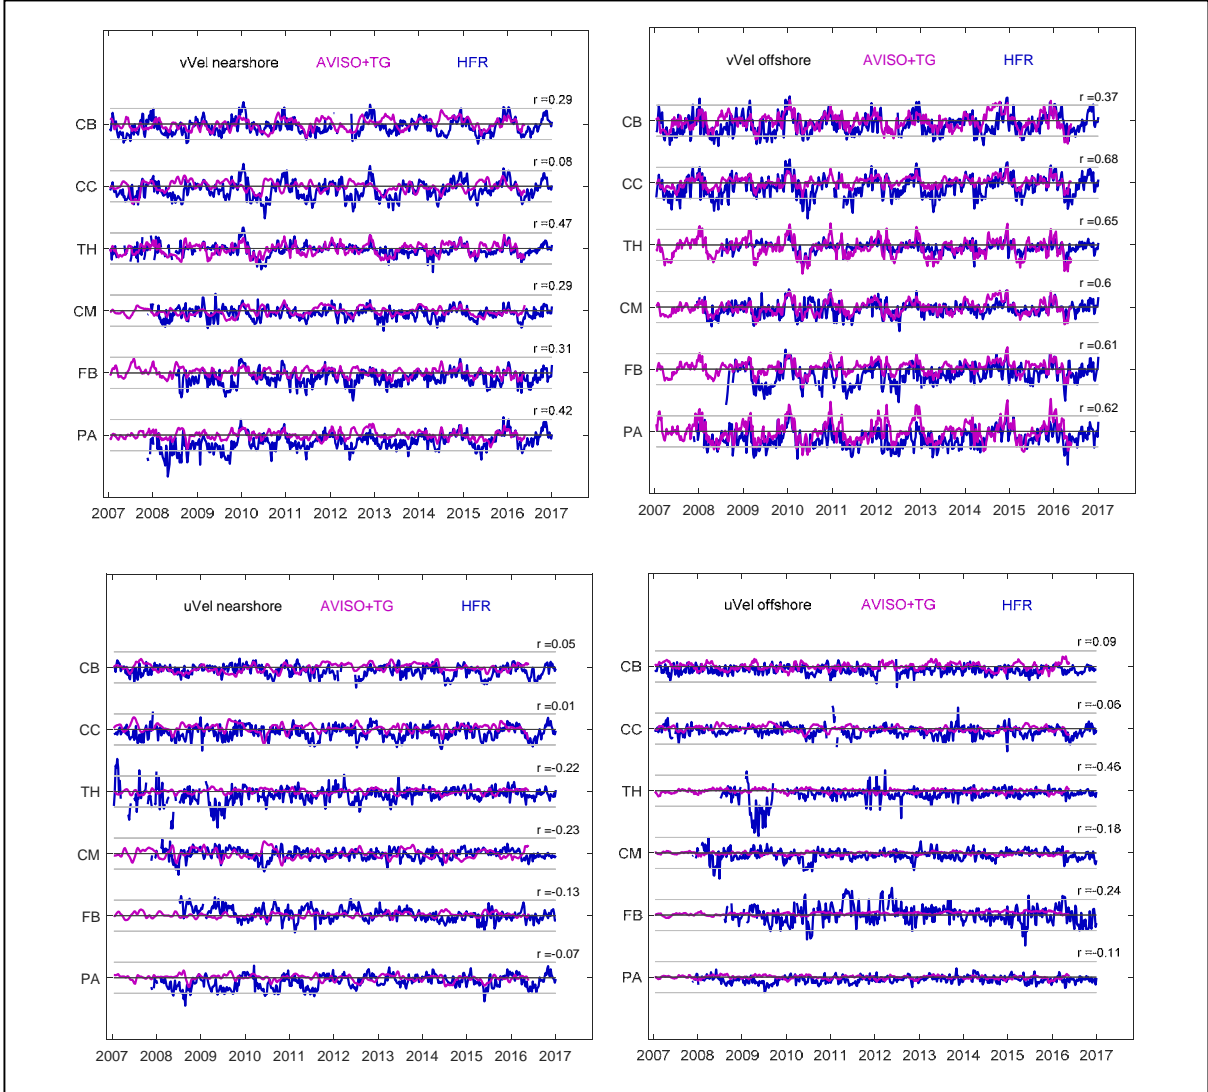 vVel nearshore AVISO+TG HFR
r =0.29
CB
r =0.08
CC
r =0.47
TH
r =0.29
CM
r =0.31
FB
r =0.42
PA
2007 2008 2009 2010 2011 2012 2013 2014 2015 2016 2017
vVel offshore AVISO+TG HFR
r =0.37
CB
r =0.68
CC
r =0.65
TH
r =0.6
CM
r =0.61
FB
r =0.62
PA
2007 2008 2009 2010 2011 2012 2013 2014 2015 2016 2017
uVel nearshore AVISO+TG HFR
r =0.05
CB
r =0.01
CC
r =-0.22
TH
r =-0.23
CM
r =-0.13
FB
r =-0.07
PA
2007 2008 2009 2010 2011 2012 2013 2014 2015 2016 2017
uVel offshore AVISO+TG HFR
r =0.09
CB
r =-0.06
CC
r =-0.46
TH
r =-0.18
CM
r =-0.24
FB
r =-0.11
PA
2007 2008 2009 2010 2011 2012 2013 2014 2015 2016 2017